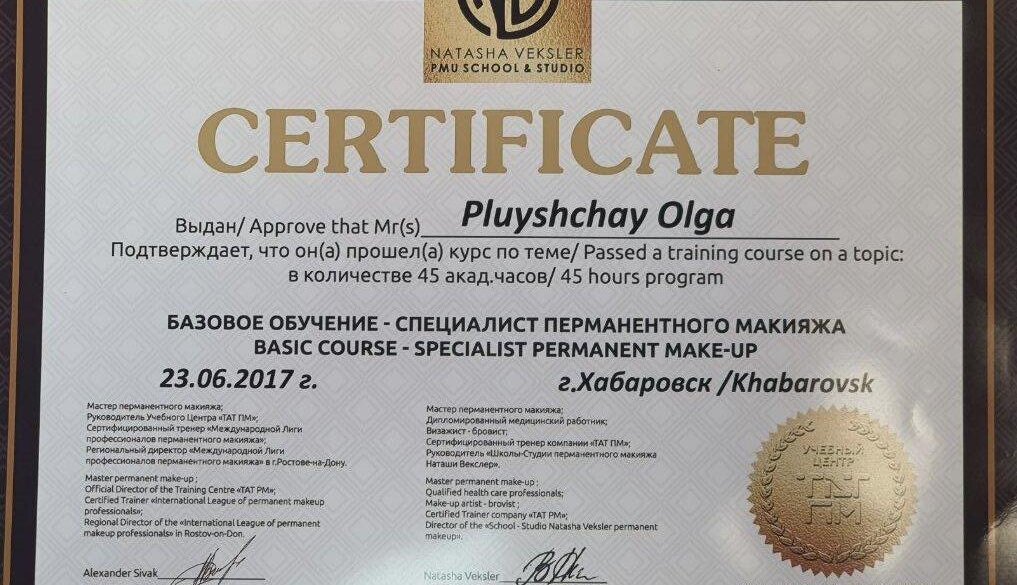 NATASHA VEKSLER
PMU SCHOOL & STUDIO
CERTIFICATE
Выдан/ Approve that Mr(s) Pluyshchay Olga
Подтверждает, что он(а) прошел(а) курс по теме/ Passed a training course on a topic:
в количестве 45 акад.часов/ 45 hours program
БАЗОВОЕ ОБУЧЕНИЕ - СПЕЦИАЛИСТ ПЕРМАНЕНТНОГО МАКИЯЖА
BASIC COURSE - SPECIALIST PERMANENT MAKE-UP
23.06.2017 г. г.Хабаровск /Khabarovsk
Мастер перманентного макияжа;
Руководитель Учебного Центра «ТАТ ПМ»;
Сертифицированный тренер «Международной Лиги
профессионалов перманентного макияжа»;
Региональный директор «Международной Лиги
профессионалов перманентного макияжа» в г.Ростове-на-Дону.
Master permanent make-up ;
Official Director of the Training Centre «TAT PM»;
Certified Trainer «International League of permanent makeup
professionals»;
Regional Director of the «International League of permanent
makeup professionals» in Rostov-on-Don.
Alexander Sivak
Мастер перманентного макияжа;
Дипломированный медицинский работник;
Визажист - бровист;
Сертифицированный тренер компании «ТАТ ПМ»;
Руководитель «Школы-Студии перманентного макияжа
Наташи Векслер».
Master permanent make-up ;
Qualified health care professionals;
Make-up artist - brovist ;
Certified Trainer company «TAT PM»;
Director of the «School - Studio Natasha Veksler permanent
makeup».
Natasha Veksler
УЧЕБНЫЙ
ЦЕНТР
ТАТ
ПМ